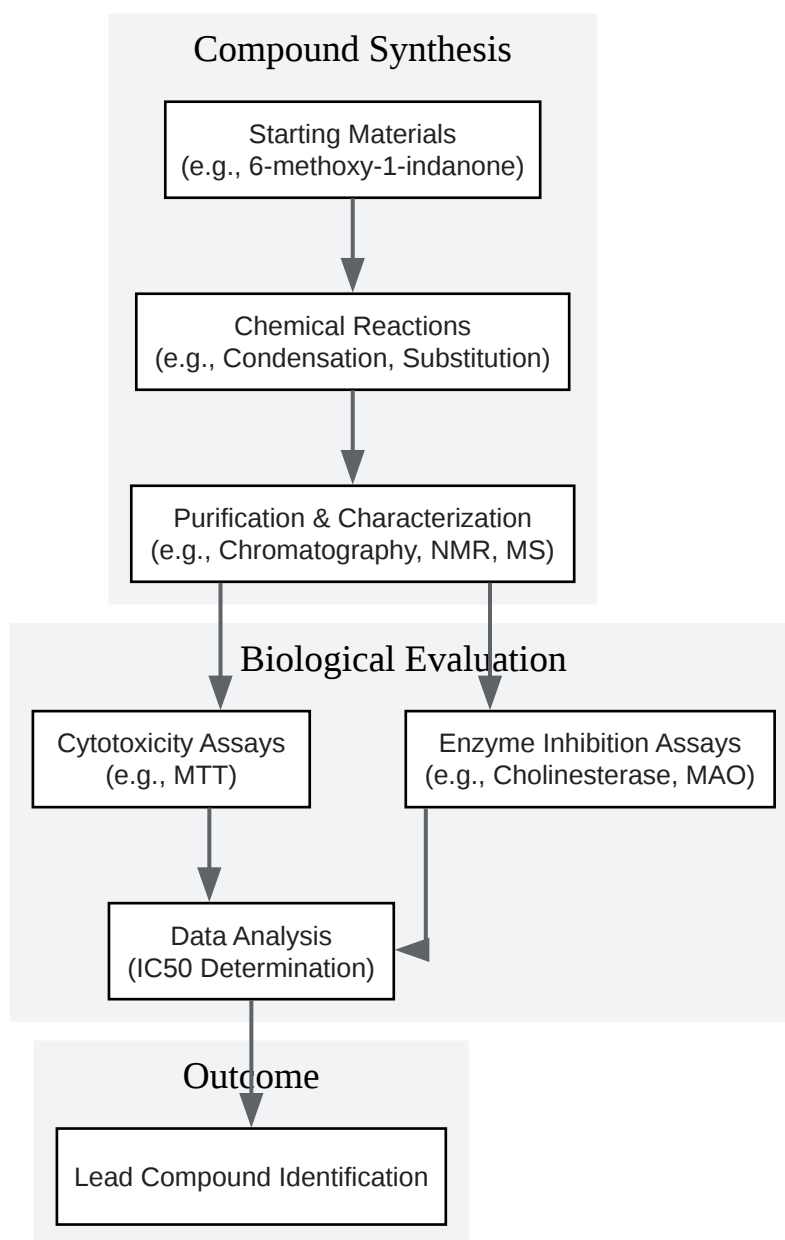 Compound Synthesis
Starting Materials
(e.g., 6-methoxy-1-indanone)
Chemical Reactions
(e.g., Condensation, Substitution)
Purification & Characterization
(e.g., Chromatography, NMR, MS)
Biological Evaluation
Cytotoxicity Assays
(e.g., MTT)
Enzyme Inhibition Assays
(e.g., Cholinesterase, MAO)
Data Analysis
(IC50 Determination)
Outcome
Lead Compound Identification